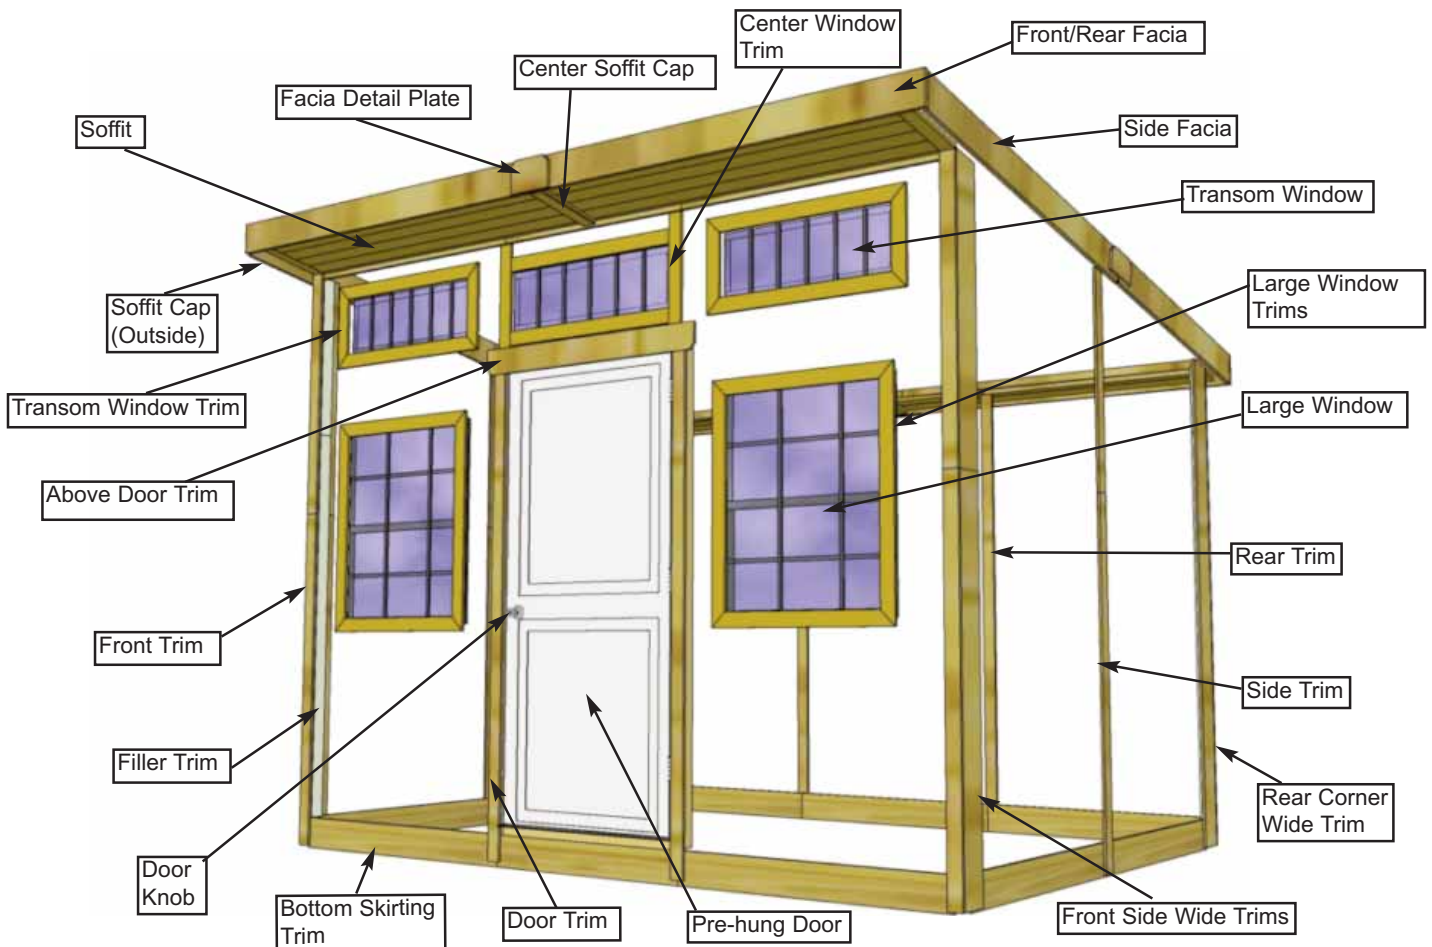 Center Window
Trim
Front/Rear Facia
Center Soffit Cap
Facia Detail Plate
Soffit
Side Facia
Transom Window
Soffit Cap
(Outside)
Large Window
Trims
Transom Window Trim
Large Window
Above Door Trim
Rear Trim
Front Trim
Side Trim
Filler Trim
Rear Corner
Wide Trim
Door
Knob
Bottom Skirting
Trim
Door Trim
Pre-hung Door
Front Side Wide Trims